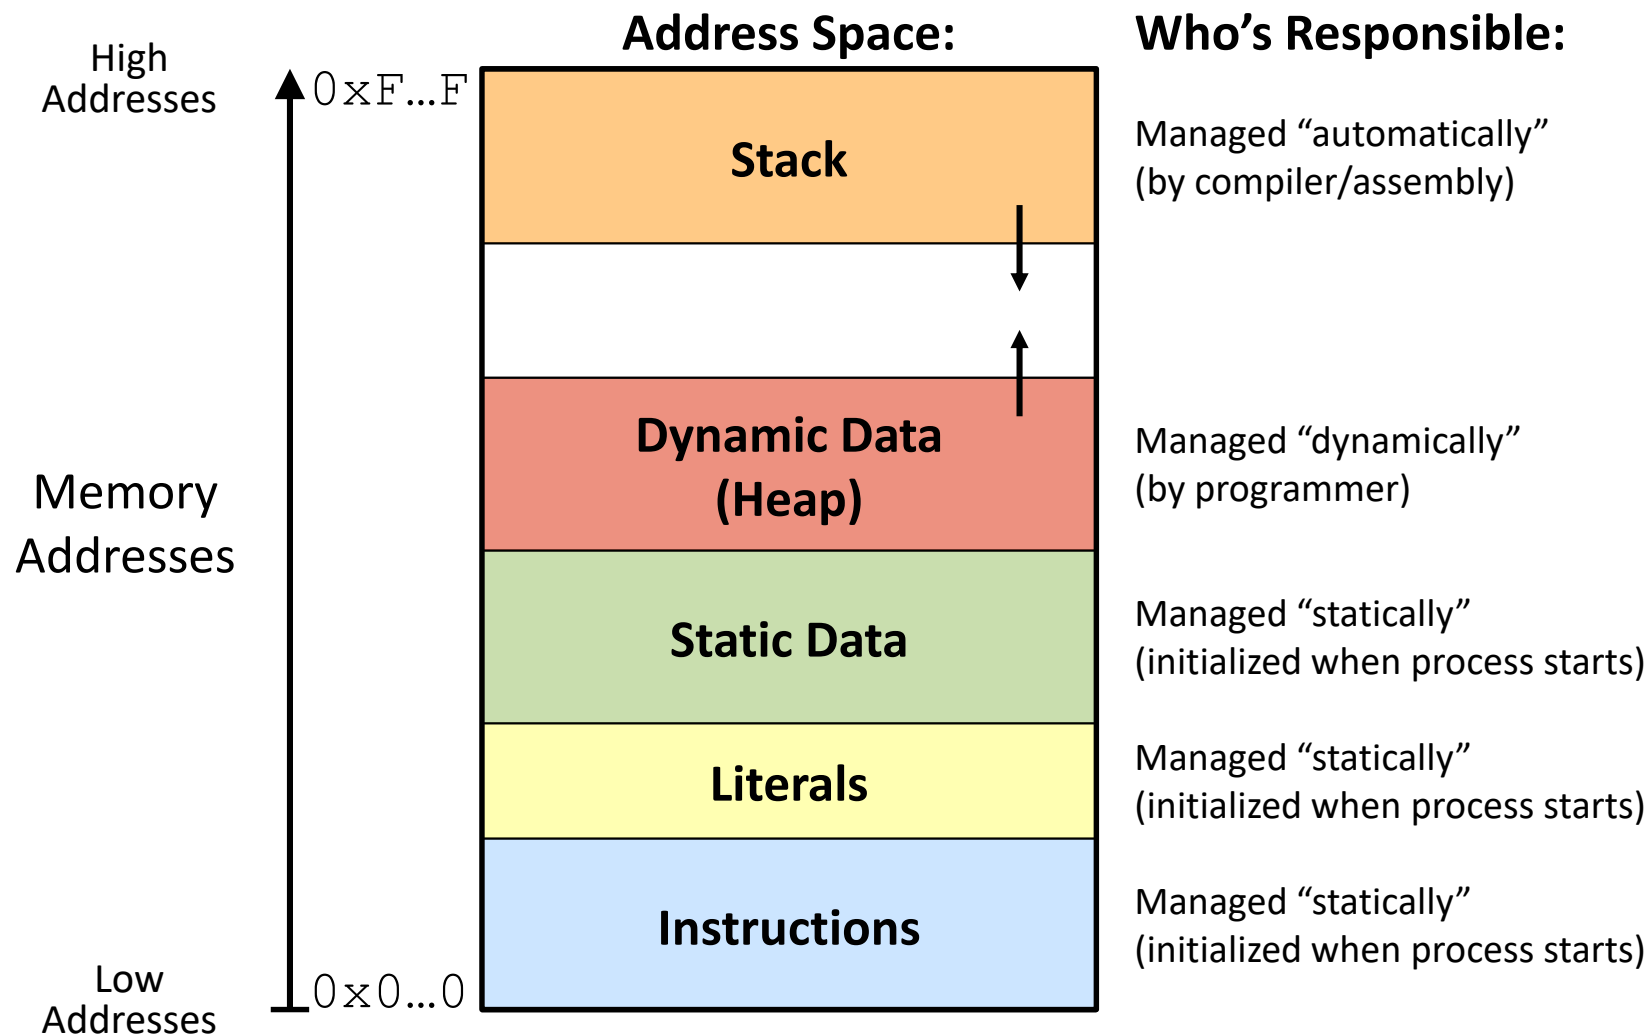 Address Space:
Who’s Responsible:
High
Addresses
0xF…F
Stack
Managed “automatically”
(by compiler/assembly)
Dynamic Data
(Heap)
Managed “dynamically”
(by programmer)
Memory
Addresses
Static Data
Managed “statically”
(initialized when process starts)
Literals
Managed “statically”
(initialized when process starts)
Instructions
Managed “statically”
(initialized when process starts)
Low
Addresses
0x0…0